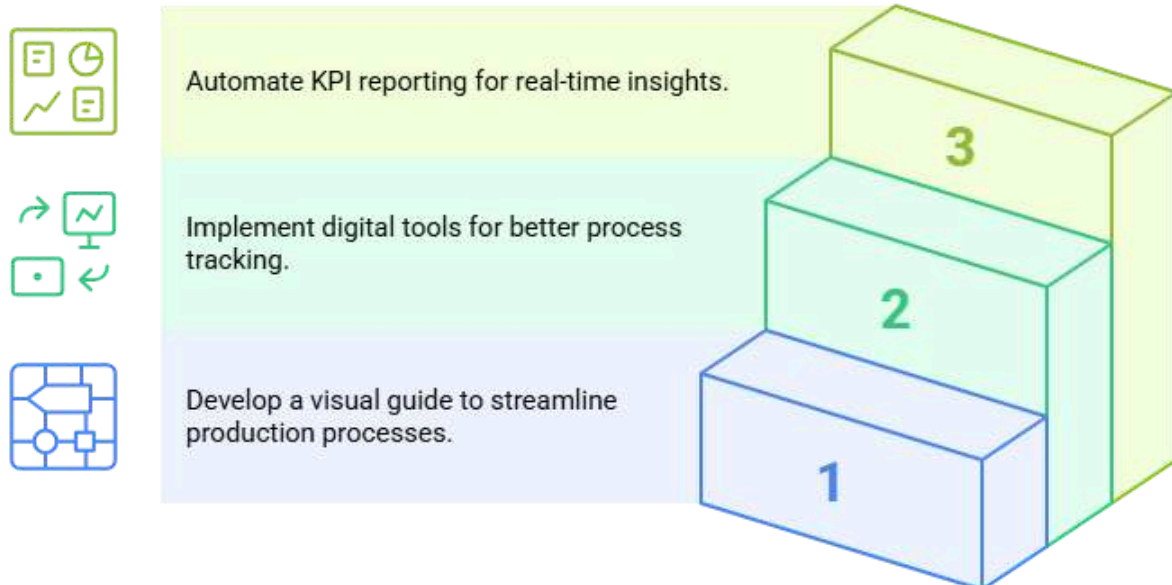 Automate KPI reporting for real-time insights.
3
Implement digital tools for better process
tracking.
2
Develop a visual guide to streamline
production processes.
1